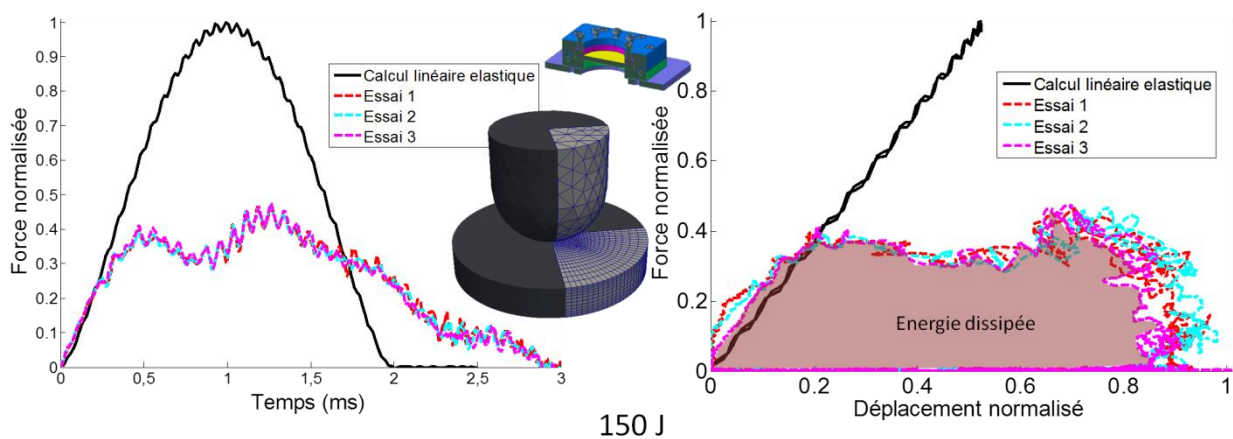 Force normalisée
1
0.9
0.8
0.7
0.6
0.5
0.4
0.3
0.2
0.1
0
0
0,5
1
1,5
2
2,5
3
Temps (ms)
Calcul linéaire elastique
Essai 1
Essai 2
Essai 3
Force normalisée
1
0.8
0.6
0.4
0.2
0
0
0.2
0.4
0.6
0.8
1
Déplacement normalisé
Calcul linéaire elastique
Essai 1
Essai 2
Essai 3
Energie dissipée
150 J